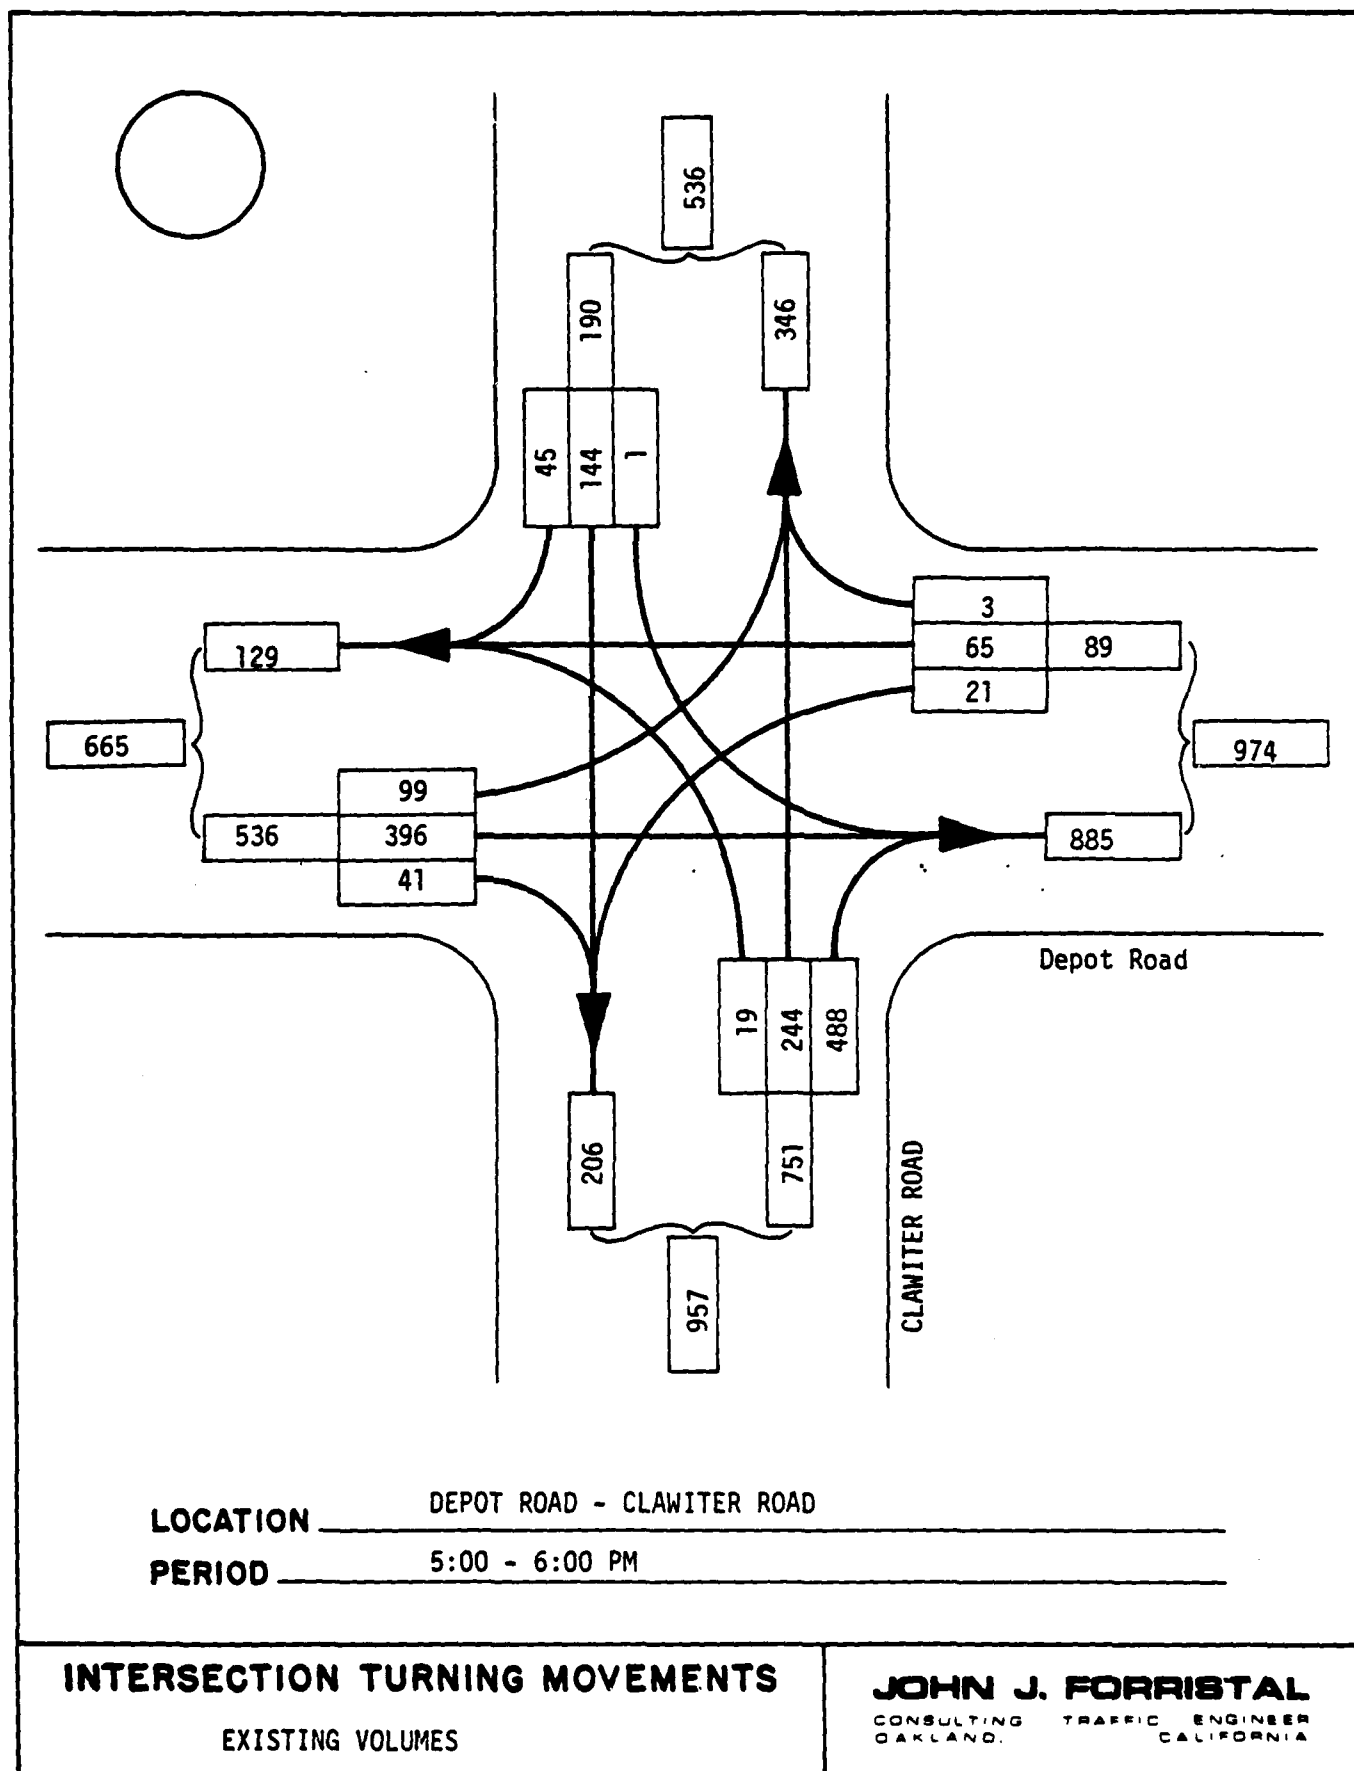 536
190
346
45 144 1
3
129
65 89
21
665
974
99
536 396
885
41
Depot Road
19 244 488
206
751
CLAWITER ROAD
957
LOCATION DEPOT ROAD - CLAWITER ROAD
PERIOD 5:00 - 6:00 PM
INTERSECTION TURNING MOVEMENTS
EXISTING VOLUMES
JOHN J. FORRISTAL
CONSULTING TRAFFIC ENGINEER
OAKLAND. CALIFORNIA